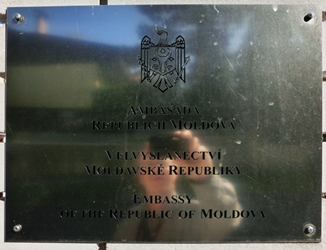 AMBASADA
REPUBLICII MOLDOVA
VELVYSLANECTVÍ
MOLDAVSKÉ REPUBLIKY
EMBASSY
OF THE REPUBLIC OF MOLDOVA